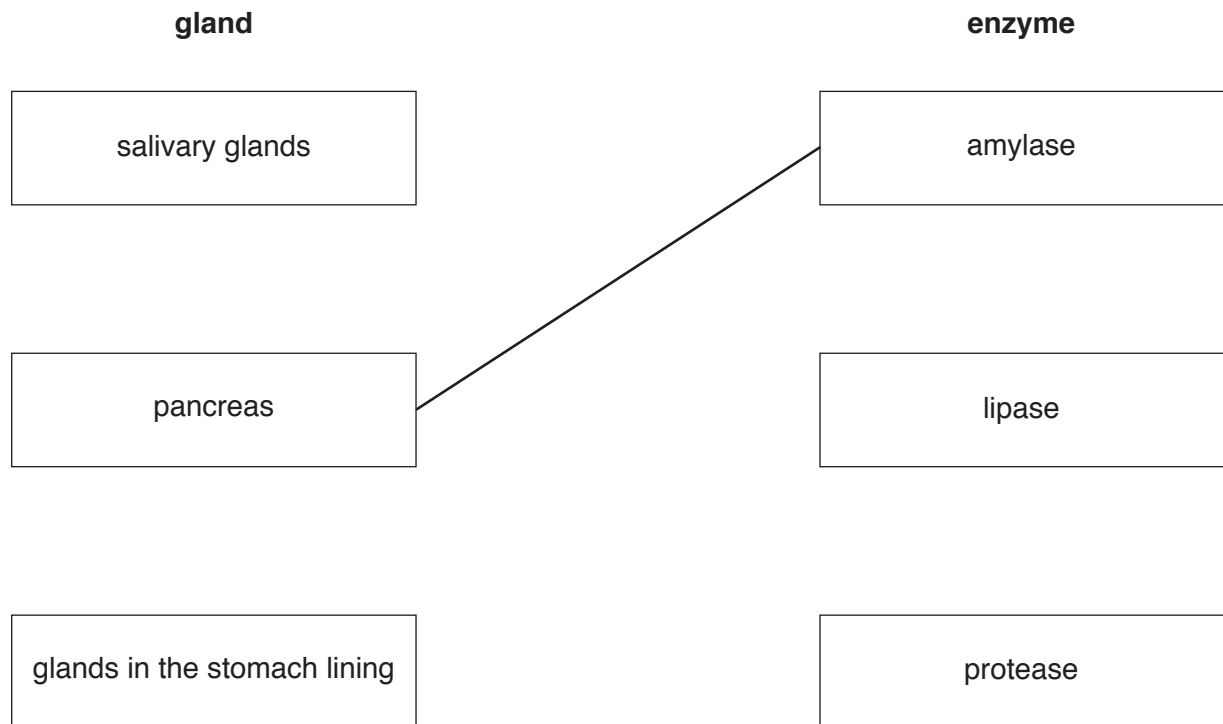 gland enzyme
salivary glands amylase
pancreas lipase
glands in the stomach lining protease